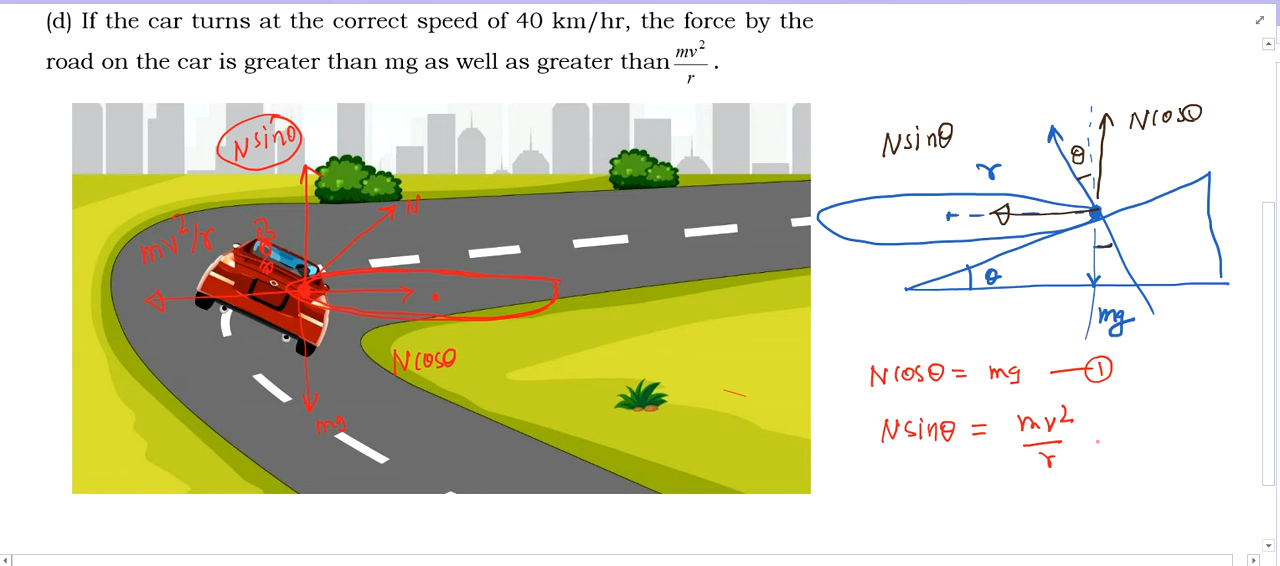 (d) If the car turns at the correct speed of 40 km/hr, the force by the
road on the car is greater than mg as well as greater than mv²/r .
Nsinθ
N
mv²/r
Ncosθ
mg
Nsinθ
r
θ
Ncosθ
θ
mg
Ncosθ = mg —①
Nsinθ = mv²/r